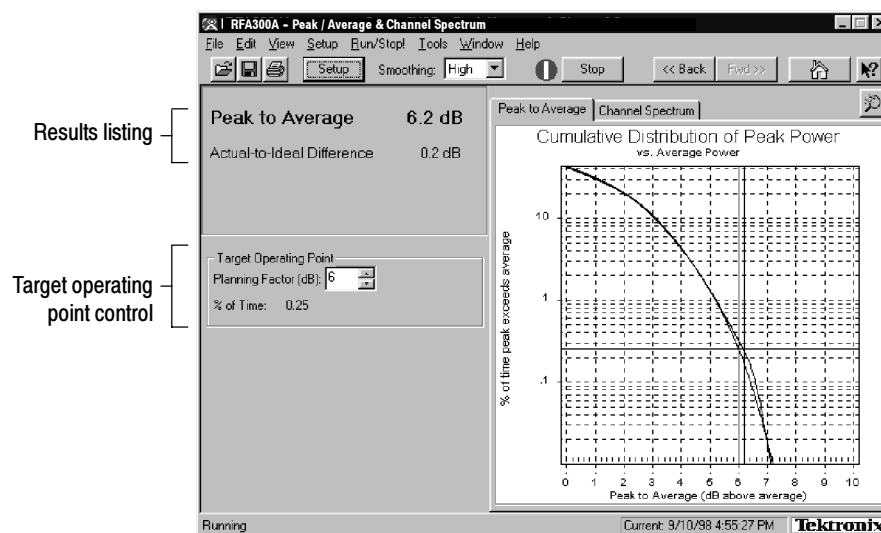 RFA300A - Peak / Average & Channel Spectrum
File Edit View Setup Run/Stop! Tools Window Help
Setup Smoothing: High Stop << Back Fwd >>
Results listing
Peak to Average 6.2 dB
Actual-to-Ideal Difference 0.2 dB
Target operating
point control
Target Operating Point
Planning Factor (dB): 6
% of Time: 0.25
Peak to Average Channel Spectrum
Cumulative Distribution of Peak Power
vs. Average Power
% of time peak exceeds average
10
1
.1
0 1 2 3 4 5 6 7 8 9 10
Peak to Average (dB above average)
Running Current: 9/10/98 4:55:27 PM Tektronix